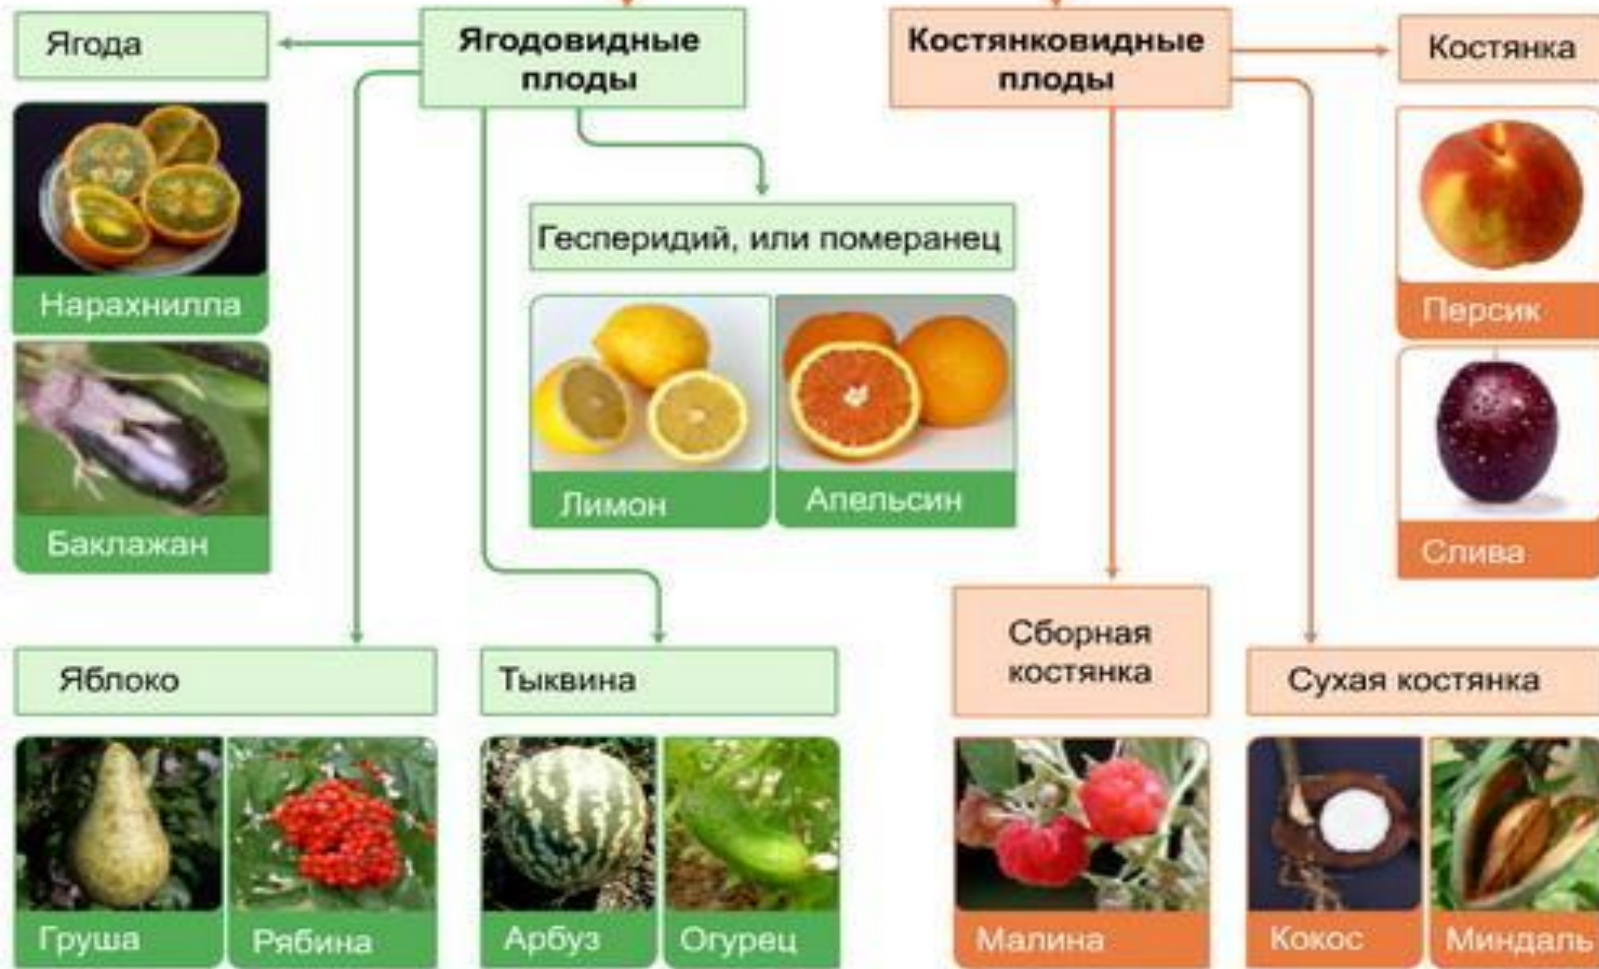 Ягода
Ягодовидные
плоды
Костянковидные
плоды
Костянка
Нарахнилла
Баклажан
Гесперидий, или померанец
Лимон
Апельсин
Персик
Слива
Яблоко
Тыквина
Сборная
костянка
Сухая костянка
Груша
Рябина
Арбуз
Огурец
Малина
Кокос
Миндаль